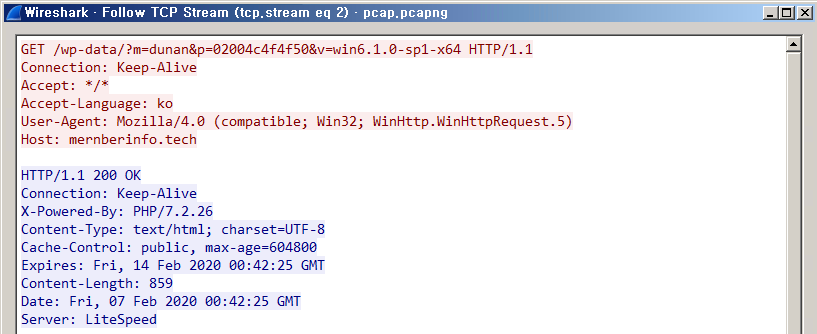 Wireshark · Follow TCP Stream (tcp.stream eq 2) · pcap.pcapng
GET /wp-data/?m=dunan&p=02004c4f4f50&v=win6.1.0-sp1-x64 HTTP/1.1
Connection: Keep-Alive
Accept: */*
Accept-Language: ko
User-Agent: Mozilla/4.0 (compatible; Win32; WinHttp.WinHttpRequest.5)
Host: mernberinfo.tech
HTTP/1.1 200 OK
Connection: Keep-Alive
X-Powered-By: PHP/7.2.26
Content-Type: text/html; charset=UTF-8
Cache-Control: public, max-age=604800
Expires: Fri, 14 Feb 2020 00:42:25 GMT
Content-Length: 859
Date: Fri, 07 Feb 2020 00:42:25 GMT
Server: LiteSpeed